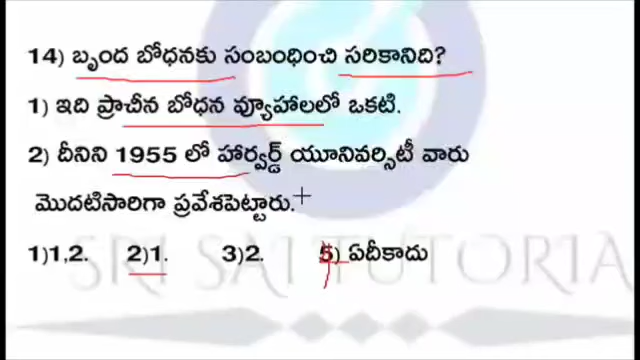 14) బృంద బోధనకు సంబంధించి సరికానిది?
1) ఇది ప్రాచీన బోధన వ్యూహాలలో ఒకటి.
2) దీనిని 1955 లో హార్వర్డ్ యూనివర్సిటీ వారు
మొదటిసారిగా ప్రవేశపెట్టారు.
1)1,2. 2)1. 3)2. 5) ఏదీకాదు
SRI SAI TUTORIA